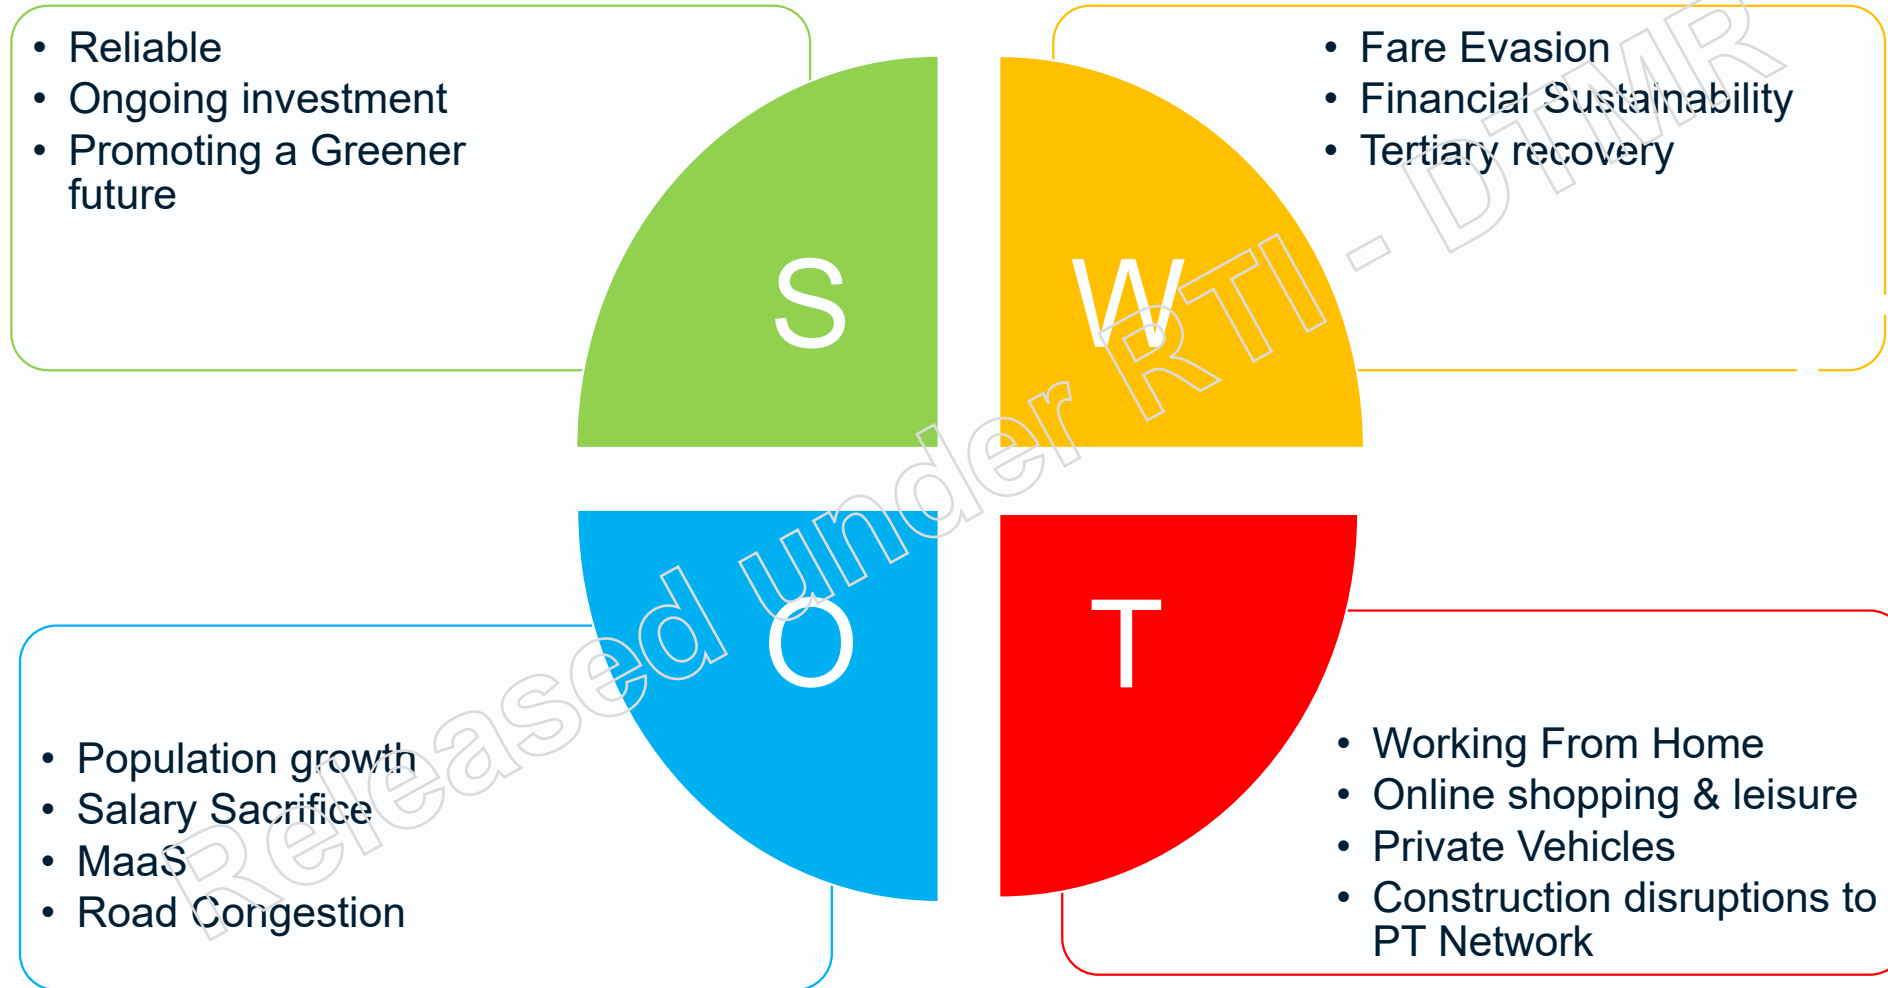 • Reliable
• Ongoing investment
• Promoting a Greener
future
S
• Fare Evasion
• Financial Sustainability
• Tertiary recovery
W
O
• Population growth
• Salary Sacrifice
• MaaS
• Road Congestion
T
• Working From Home
• Online shopping & leisure
• Private Vehicles
• Construction disruptions to
PT Network
Released under RTI - DTMR